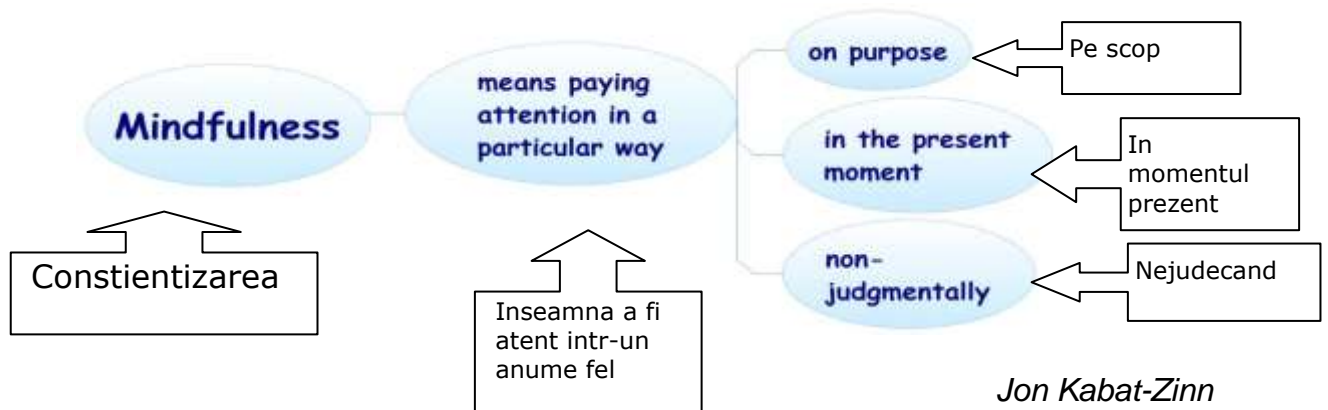 Mindfulness
means paying
attention in a
particular way
on purpose
Pe scop
in the present
moment
In
momentul
prezent
non-
judgmentally
Nejudecand
Constientizarea
Inseamna a fi
atent intr-un
anume fel
Jon Kabat-Zinn